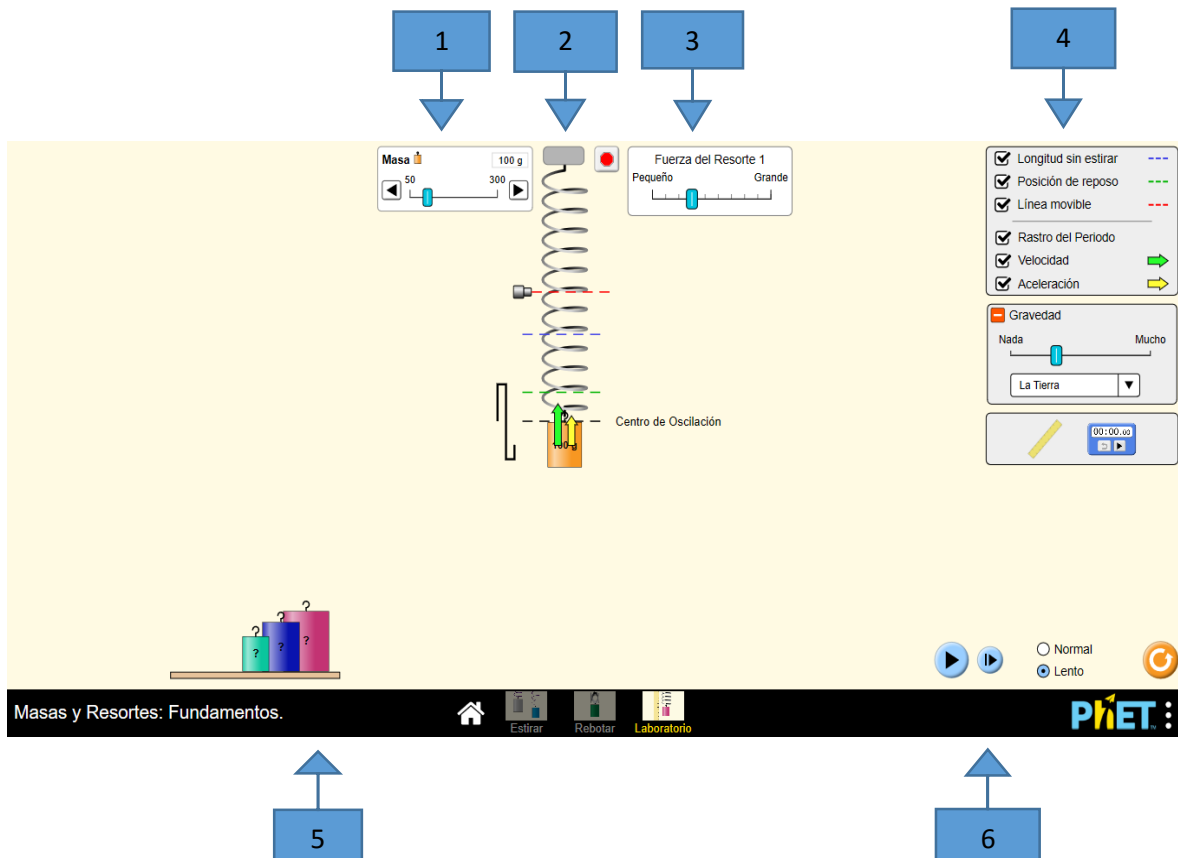 1
2
3
4
Masa
100 g
50
300
Fuerza del Resorte 1
Pequeño
Grande
Longitud sin estirar
Posición de reposo
Línea movible
Rastro del Periodo
Velocidad
Aceleración
Gravedad
Nada
Mucho
La Tierra
00:00.00
Centro de Oscilación
100 g
?
?
?
Normal
Lento
Masas y Resortes: Fundamentos.
Estirar
Rebotar
Laboratorio
PhET
5
6